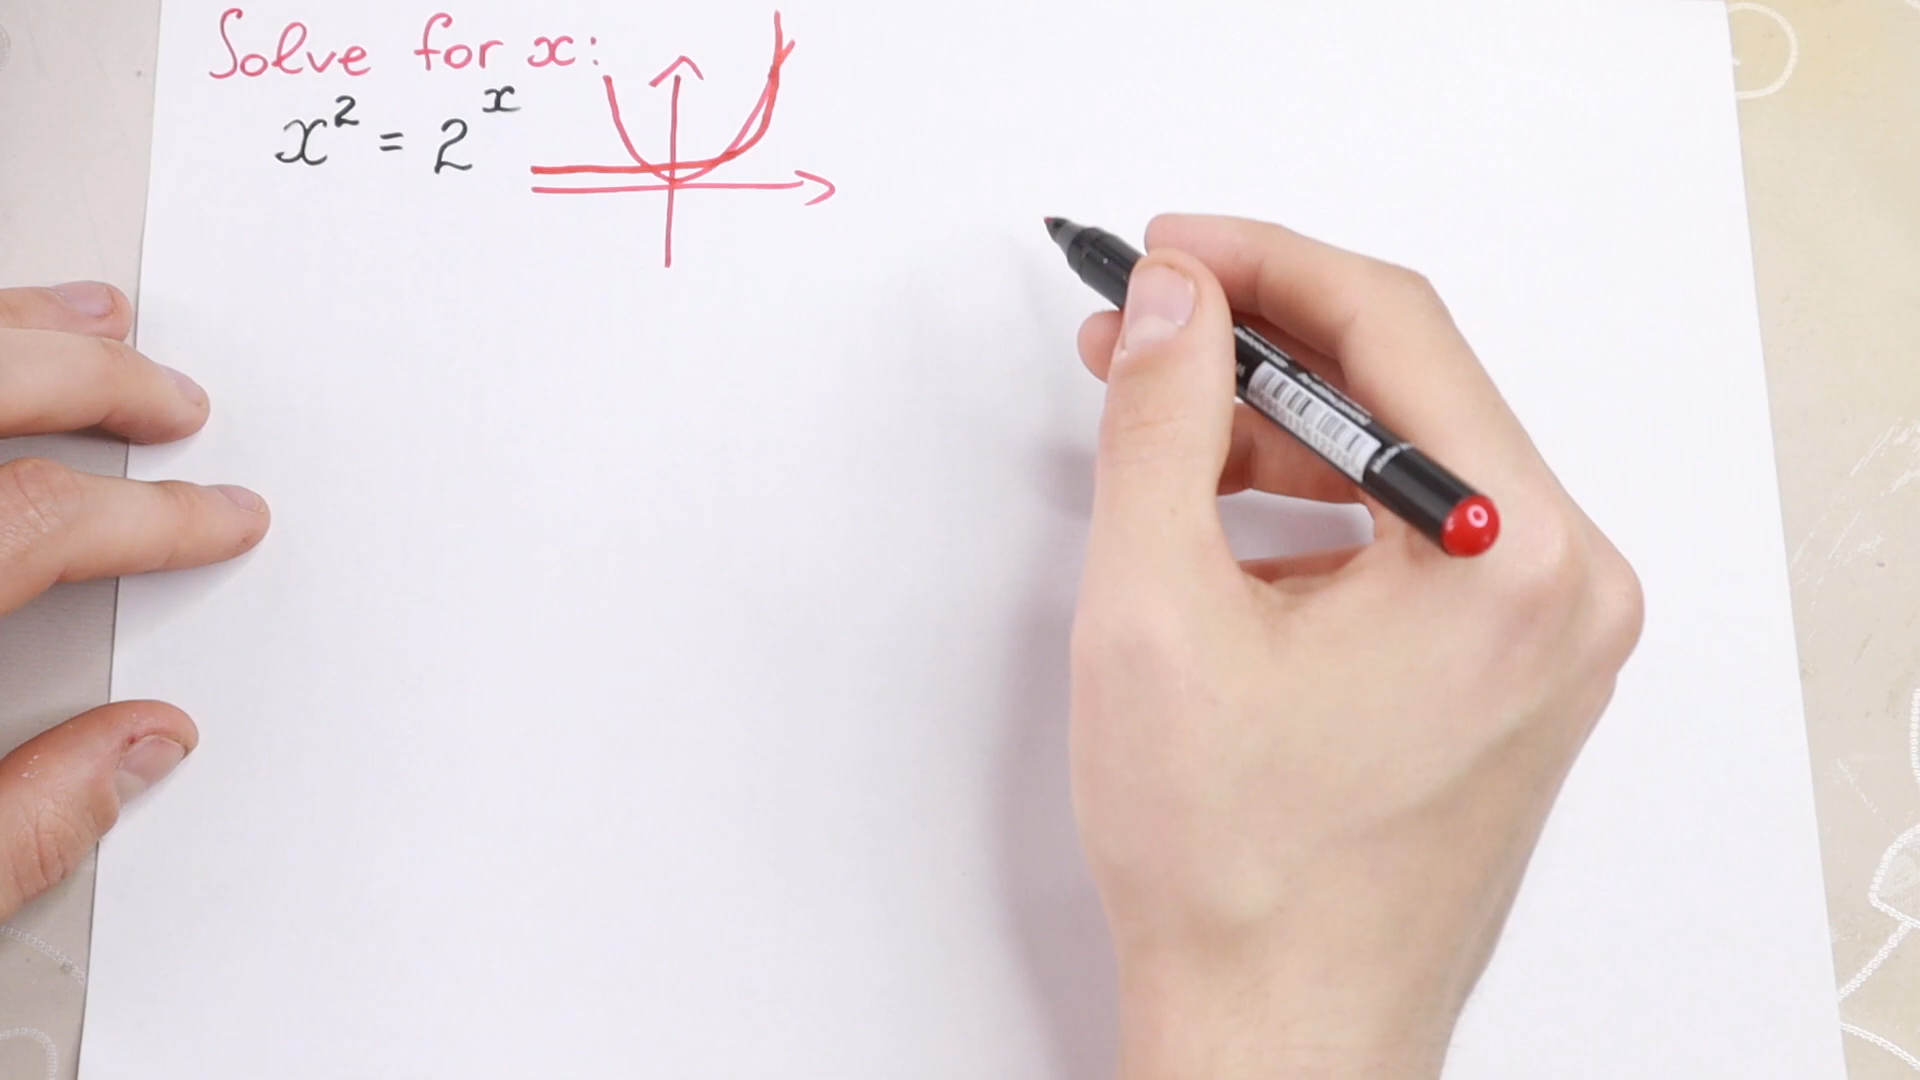 Solve for x:
x² = 2ˣ